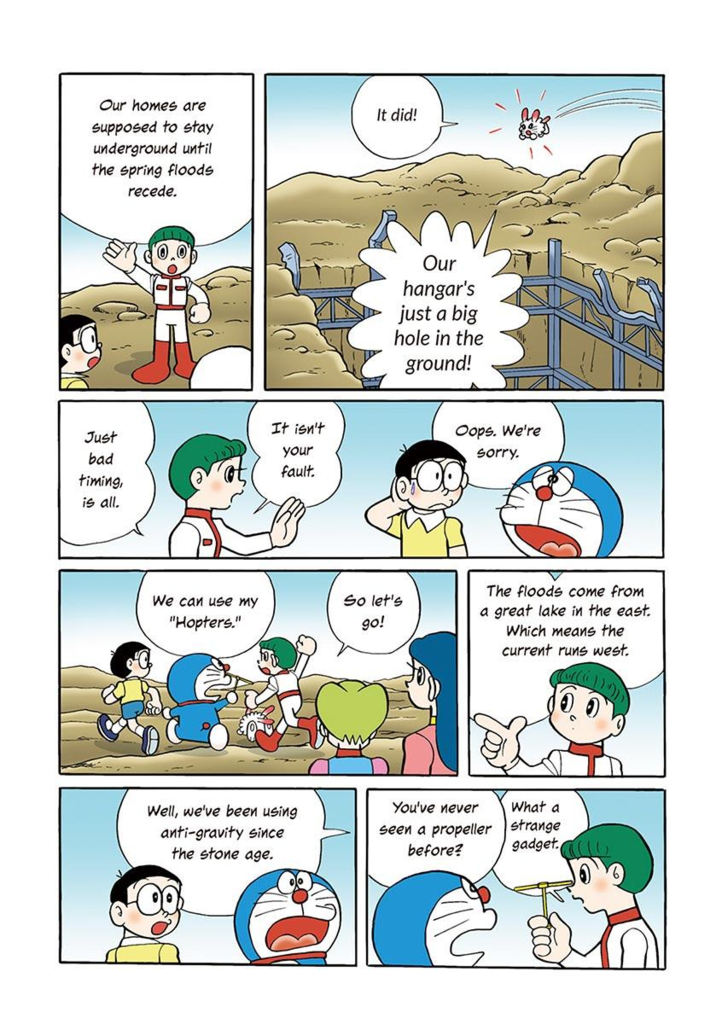 Our homes are
supposed to stay
underground until
the spring floods
recede.
It did!
Our
hangar's
just a big
hole in the
ground!
Just
bad
timing,
is all.
It isn't
your
fault.
Oops. We're
sorry.
We can use my
"Hopters."
So let's
go!
The floods come from
a great lake in the east.
Which means the
current runs west.
Well, we've been using
anti-gravity since
the stone age.
You've never
seen a propeller
before?
What a
strange
gadget.